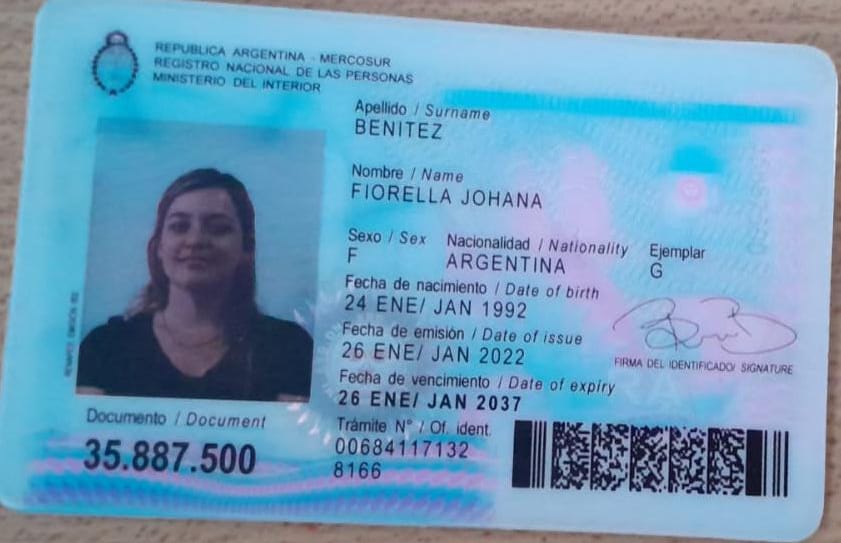 REPUBLICA ARGENTINA - MERCOSUR
REGISTRO NACIONAL DE LAS PERSONAS
MINISTERIO DEL INTERIOR
Apellido / Surname
BENITEZ
Nombre / Name
FIORELLA JOHANA
Sexo / Sex Nacionalidad / Nationality Ejemplar
F ARGENTINA G
Fecha de nacimiento / Date of birth
24 ENE/ JAN 1992
Fecha de emisión / Date of issue
26 ENE/ JAN 2022
FIRMA DEL IDENTIFICADO/ SIGNATURE
Fecha de vencimiento / Date of expiry
26 ENE/ JAN 2037
Documento / Document
35.887.500
Trámite N° / Of. ident.
00684117132
8166